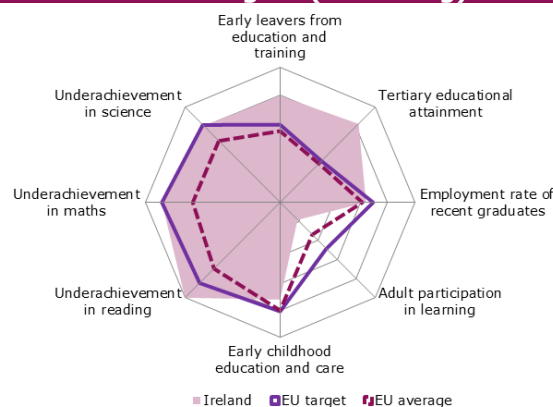 Early leavers from
education and
training
Underachievement
in science
Tertiary educational
attainment
Underachievement
in maths
Employment rate of
recent graduates
Underachievement
in reading
Adult participation
in learning
Early childhood
education and care
Ireland EU target EU average